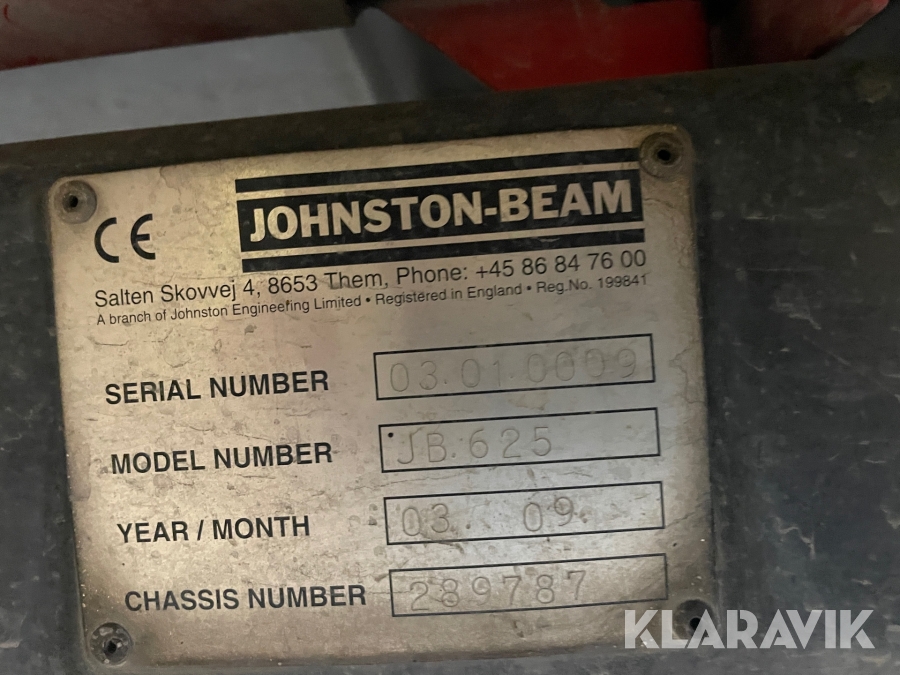 CE
JOHNSTON-BEAM
Salten Skovvej 4, 8653 Them, Phone: +45 86 84 76 00
A branch of Johnston Engineering Limited • Registered in England • Reg.No. 199841
SERIAL NUMBER 03.01.0009
MODEL NUMBER JB.625
YEAR / MONTH 03 09
CHASSIS NUMBER 289787
KLARAVIK